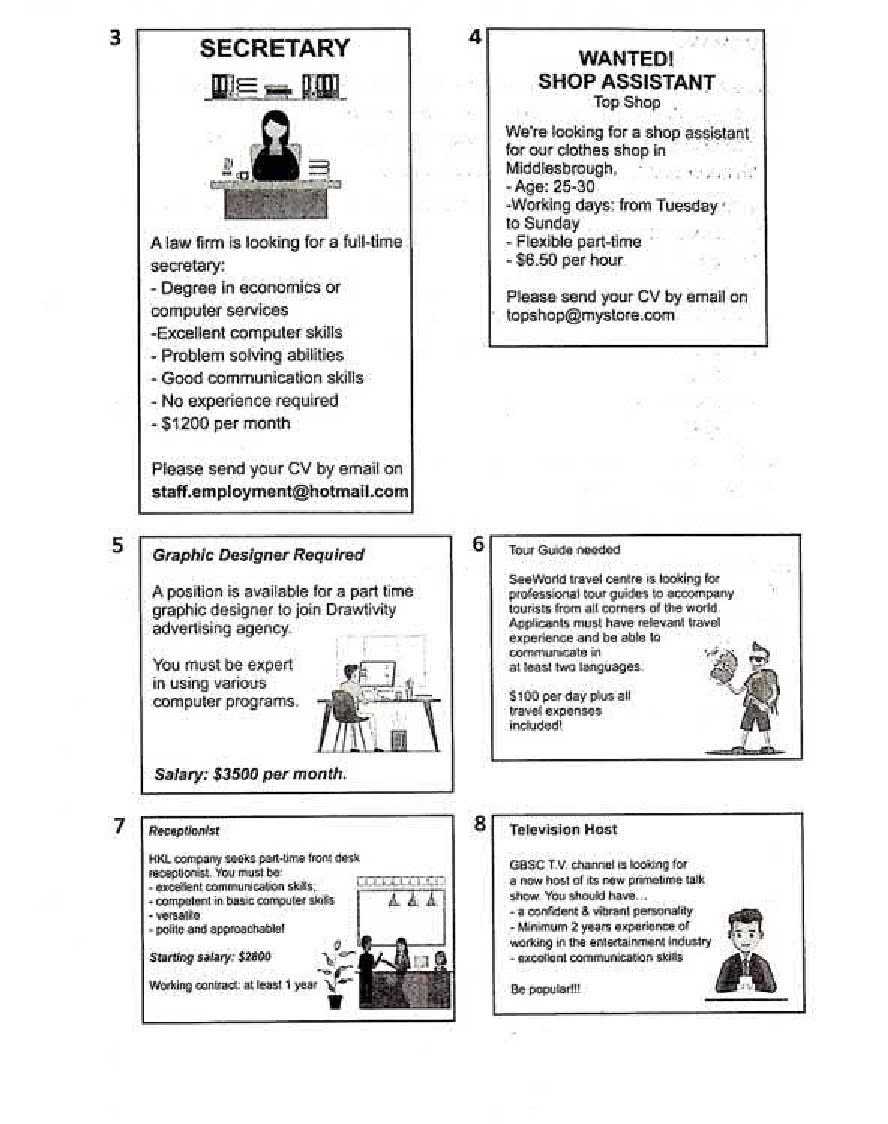 3
SECRETARY
A law firm is looking for a full-time
secretary:
- Degree in economics or
computer services
-Excellent computer skills
- Problem solving abilities
- Good communication skills
- No experience required
- $1200 per month
Please send your CV by email on
staff.employment@hotmail.com
4
WANTED!
SHOP ASSISTANT
Top Shop
We're looking for a shop assistant
for our clothes shop in
Middlesbrough.
- Age: 25-30
-Working days: from Tuesday
to Sunday
- Flexible part-time
- $6.50 per hour
Please send your CV by email on
topshop@mystore.com
5
Graphic Designer Required
A position is available for a part time
graphic designer to join Drawtivity
advertising agency.
You must be expert
in using various
computer programs.
Salary: $3500 per month.
6
Tour Guide needed
SeeWorld travel centre is looking for
professional tour guides to accompany
tourists from all corners of the world.
Applicants must have relevant travel
experience and be able to
communicate in
at least two languages.
$100 per day plus all
travel expenses
included!
7
Receptionist
HKL company seeks part-time front desk
receptionist. You must be:
- excellent communication skills;
- competent in basic computer skills
- versatile
- polite and approachable!
Starting salary: $2800
Working contract: at least 1 year
8
Television Host
GBSC T.V. channel is looking for
a new host of its new primetime talk
show. You should have...
- a confident & vibrant personality
- Minimum 2 years experience of
working in the entertainment industry
- excellent communication skills
Be popular!!!